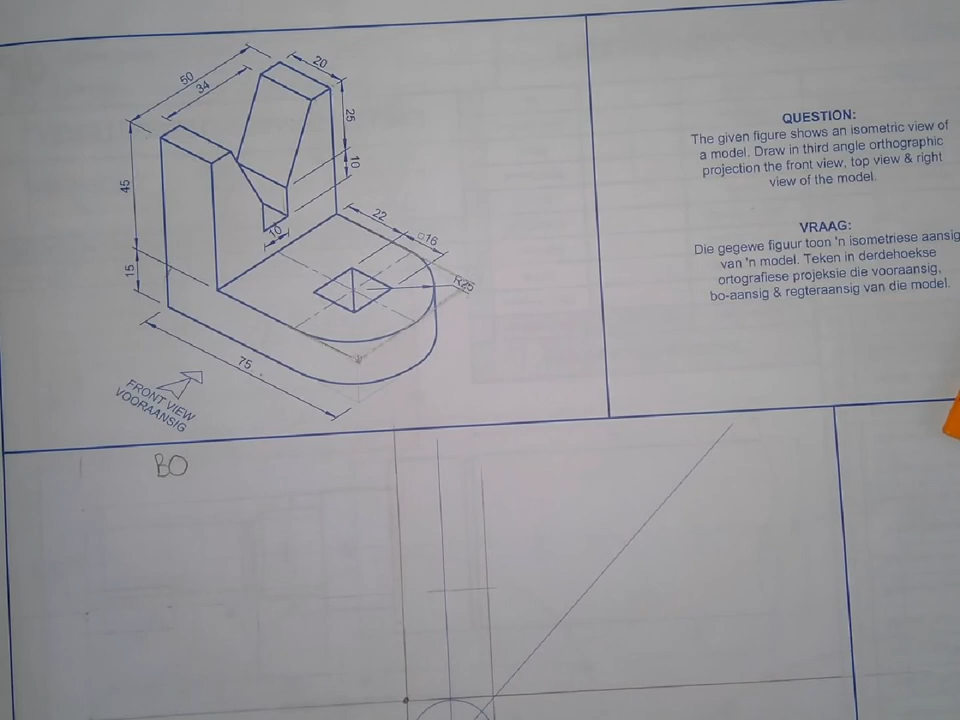 50
34
20
25
10
45
15
10
22
□16
R25
75
FRONT VIEW
VOORAANSIG
QUESTION:
The given figure shows an isometric view of
a model. Draw in third angle orthographic
projection the front view, top view & right
view of the model.
VRAAG:
Die gegewe figuur toon 'n isometriese aansig
van 'n model. Teken in derdehoekse
ortografiese projeksie die vooraansig,
bo-aansig & regteraansig van die model.
BO